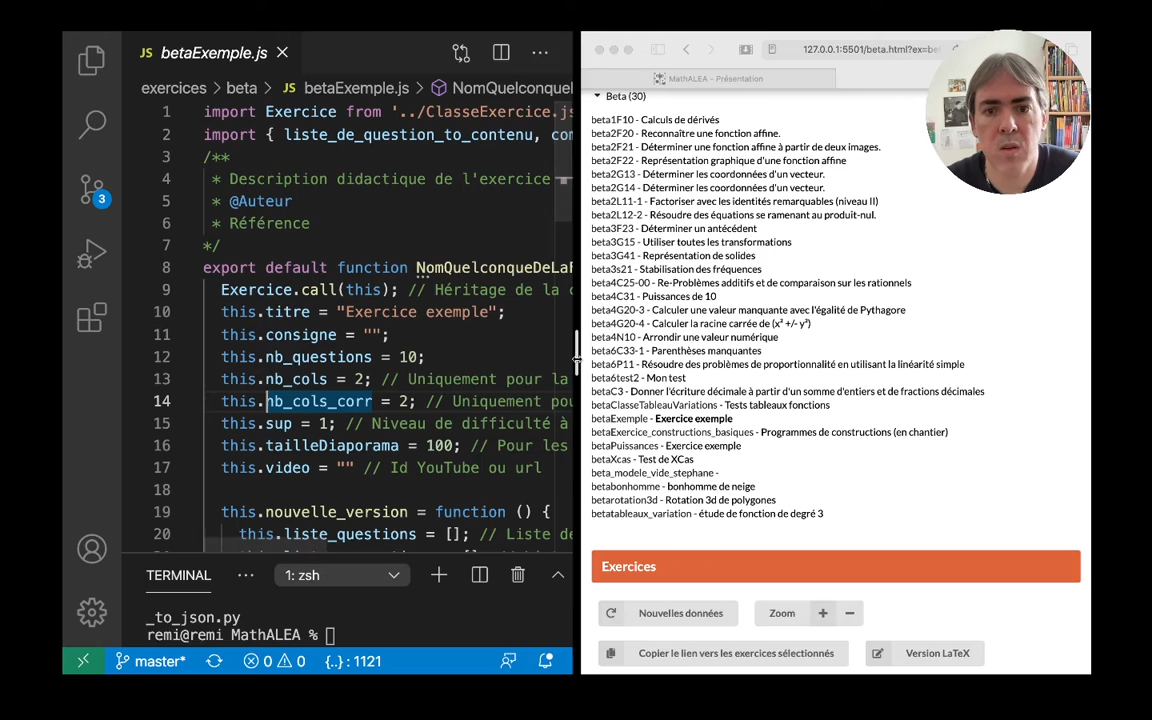 JS betaExemple.js
exercices > beta > JS betaExemple.js > NomQuelconque
1 import Exercice from '../ClasseExercice.js
2 import { liste_de_question_to_contenu, con
3 /**
4 * Description didactique de l'exercice
5 * @Auteur
6 * Référence
7 */
8 export default function NomQuelconqueDeLaF
9 Exercice.call(this); // Héritage de la c
10 this.titre = "Exercice exemple";
11 this.consigne = "";
12 this.nb_questions = 10;
13 this.nb_cols = 2; // Uniquement pour la
14 this.nb_cols_corr = 2; // Uniquement pou
15 this.sup = 1; // Niveau de difficulté à
16 this.tailleDiaporama = 100; // Pour les
17 this.video = "" // Id YouTube ou url
18
19 this.nouvelle_version = function () {
20 this.liste_questions = []; // Liste de
3
TERMINAL
1: zsh
_to_json.py
remi@remi MathALEA %
master* 0 0 {..} : 1121
127.0.0.1:5501/beta.html?ex=be
MathALEA – Présentation
Beta (30)
beta1F10 - Calculs de dérivés
beta2F20 - Reconnaître une fonction affine.
beta2F21 - Déterminer une fonction affine à partir de deux images.
beta2F22 - Représentation graphique d'une fonction affine
beta2G13 - Déterminer les coordonnées d'un vecteur.
beta2G14 - Déterminer les coordonnées d'un vecteur.
beta2L11-1 - Factoriser avec les identités remarquables (niveau II)
beta2L12-2 - Résoudre des équations se ramenant au produit-nul.
beta3F23 - Déterminer un antécédent
beta3G15 - Utiliser toutes les transformations
beta3G41 - Représentation de solides
beta3s21 - Stabilisation des fréquences
beta4C25-00 - Re-Problèmes additifs et de comparaison sur les rationnels
beta4C31 - Puissances de 10
beta4G20-3 - Calculer une valeur manquante avec l'égalité de Pythagore
beta4G20-4 - Calculer la racine carrée de (x² +/- y²)
beta4N10 - Arrondir une valeur numérique
beta6C33-1 - Parenthèses manquantes
beta6P11 - Résoudre des problèmes de proportionnalité en utilisant la linéarité simple
beta6test2 - Mon test
betaC3 - Donner l'écriture décimale à partir d'un somme d'entiers et de fractions décimales
betaClasseTableauVariations - Tests tableaux fonctions
betaExemple - Exercice exemple
betaExercice_constructions_basiques - Programmes de constructions (en chantier)
betaPuissances - Exercice exemple
betaXcas - Test de XCas
beta_modele_vide_stephane -
betabonhomme - bonhomme de neige
betarotation3d - Rotation 3d de polygones
betatableaux_variation - étude de fonction de degré 3
Exercices
Nouvelles données
Zoom
Copier le lien vers les exercices sélectionnés
Version LaTeX